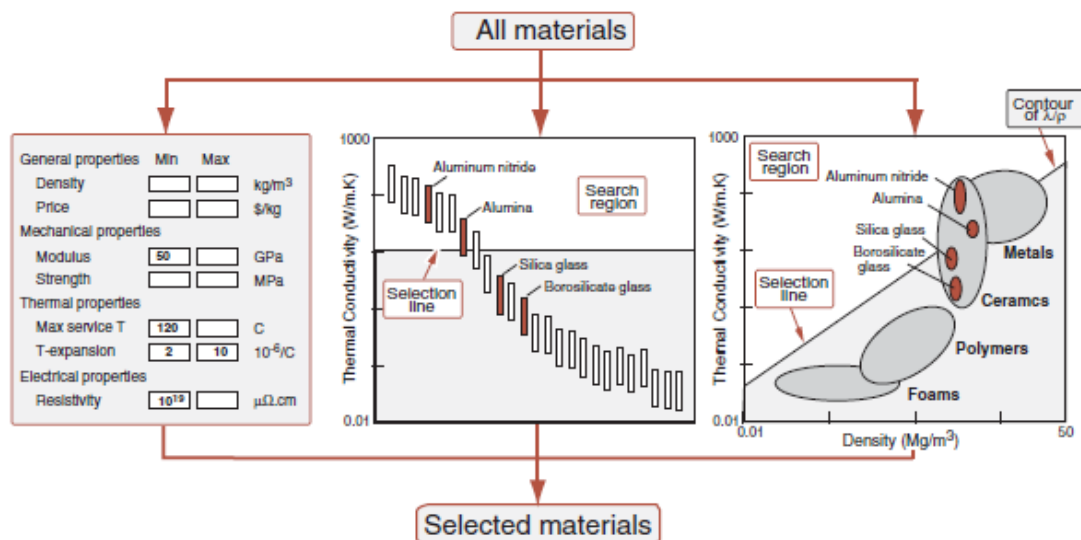 All materials
General properties Min Max
Density kg/m³
Price $/kg
Mechanical properties
Modulus 50 GPa
Strength MPa
Thermal properties
Max service T 120 C
T-expansion 2 10 10⁻⁶/C
Electrical properties
Resistivity 10¹⁹ μΩ.cm
1000
Thermal Conductivity (W/m.K)
0.01
Aluminum nitride
Search
region
Alumina
Silica glass
Selection
line
Borosilicate glass
Contour
of λ/ρ
1000
Thermal Conductivity (W/m.K)
0.01
Search
region
Aluminum nitride
Alumina
Silica glass
Borosilicate
glass
Metals
Selection
line
Ceramcs
Polymers
Foams
0.01
50
Density (Mg/m³)
Selected materials